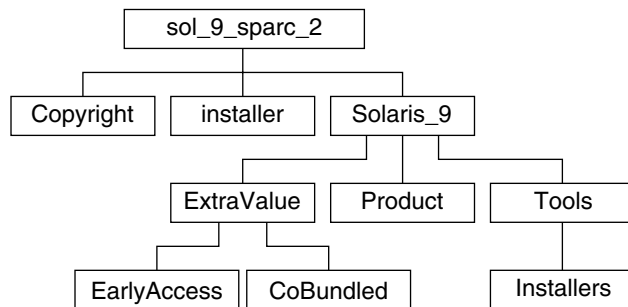 sol_9_sparc_2
Copyright
installer
Solaris_9
ExtraValue
Product
Tools
EarlyAccess
CoBundled
Installers